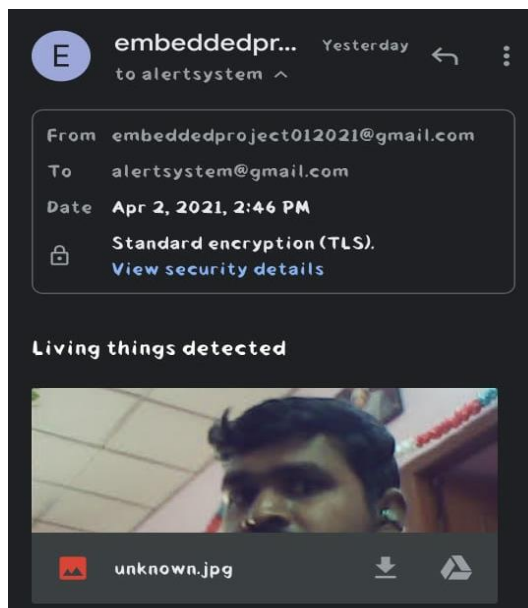 E
embeddedpr... Yesterday
to alertsystem
From embeddedproject012021@gmail.com
To alertsystem@gmail.com
Date Apr 2, 2021, 2:46 PM
Standard encryption (TLS).
View security details
Living things detected
unknown.jpg